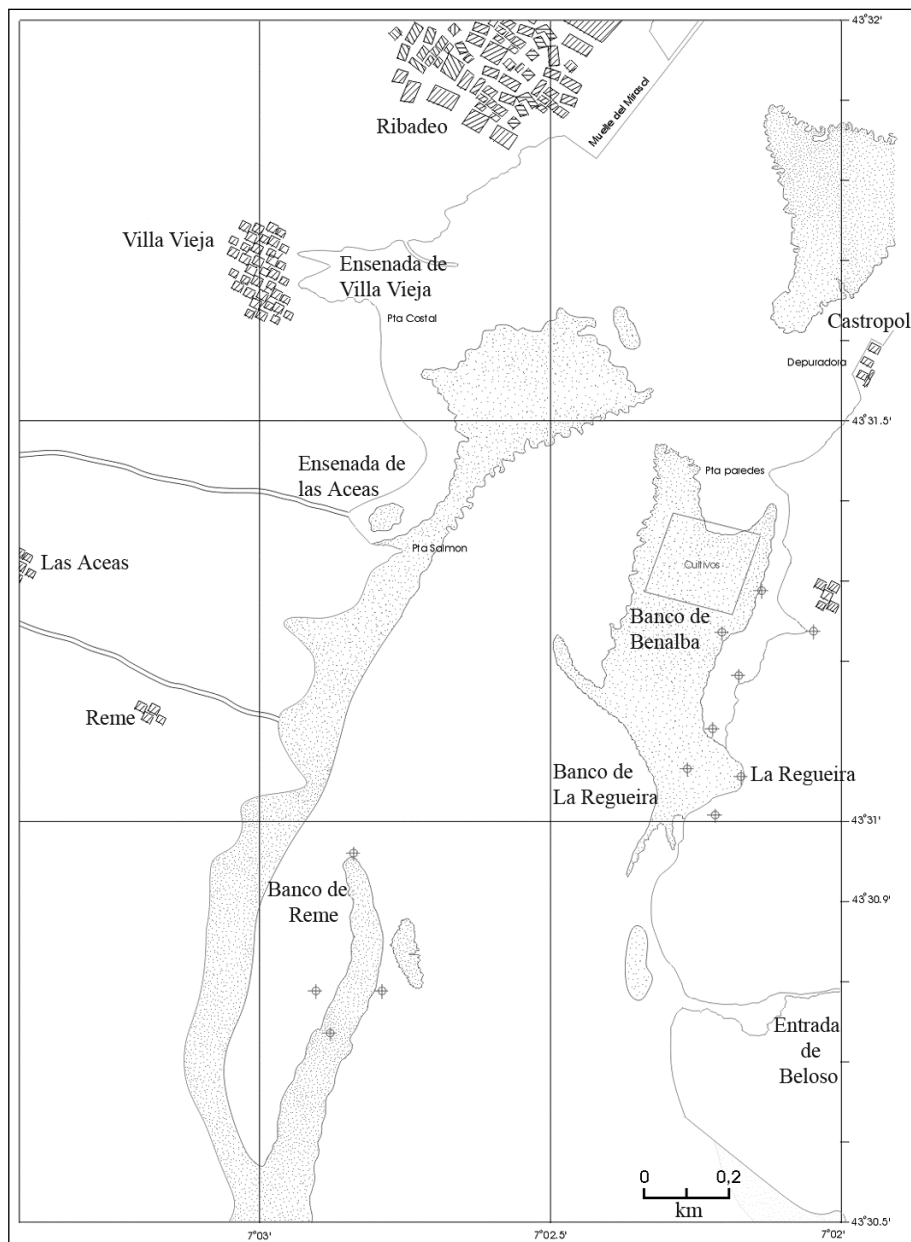 43°32'
Muelle del Mirasol
Ribadeo
Villa Vieja
Ensenada de
Villa Vieja
Pta Costal
Castropol
Depuradora
43°31.5'
Ensenada de
las Aceas
Pta paredes
Pta Salmon
Las Aceas
Cultivos
Banco de
Benalba
Reme
Banco de
La Regueira
La Regueira
43°31'
Banco de
Reme
43°30.9'
Entrada
de
Beloso
0 0,2
km
43°30.5'
7°03' 7°02.5' 7°02'